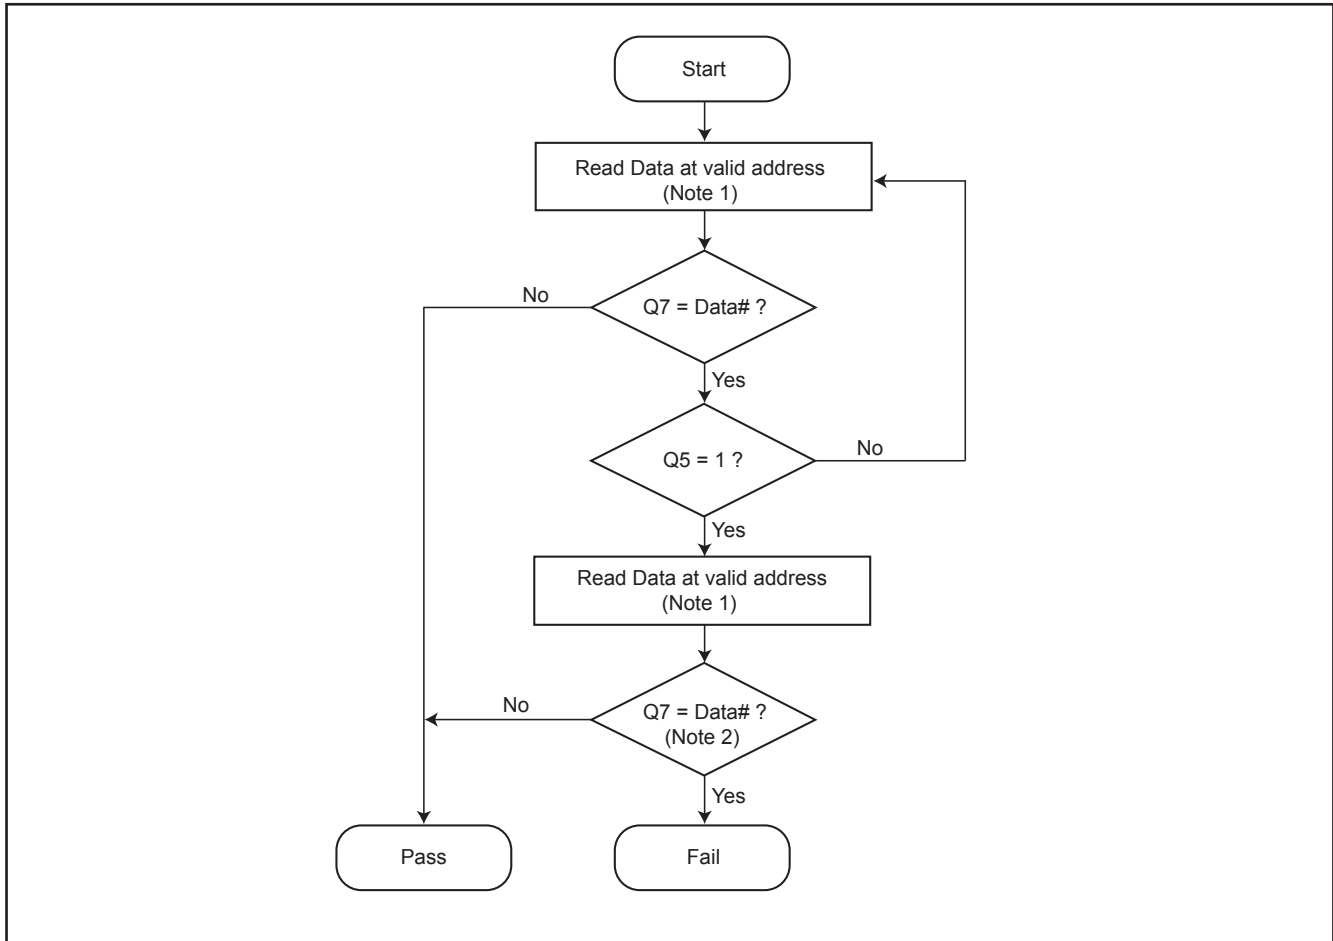 Start
Read Data at valid address
(Note 1)
No
Q7 = Data# ?
Yes
Q5 = 1 ?
No
Yes
Read Data at valid address
(Note 1)
No
Q7 = Data# ?
(Note 2)
Yes
Pass
Fail